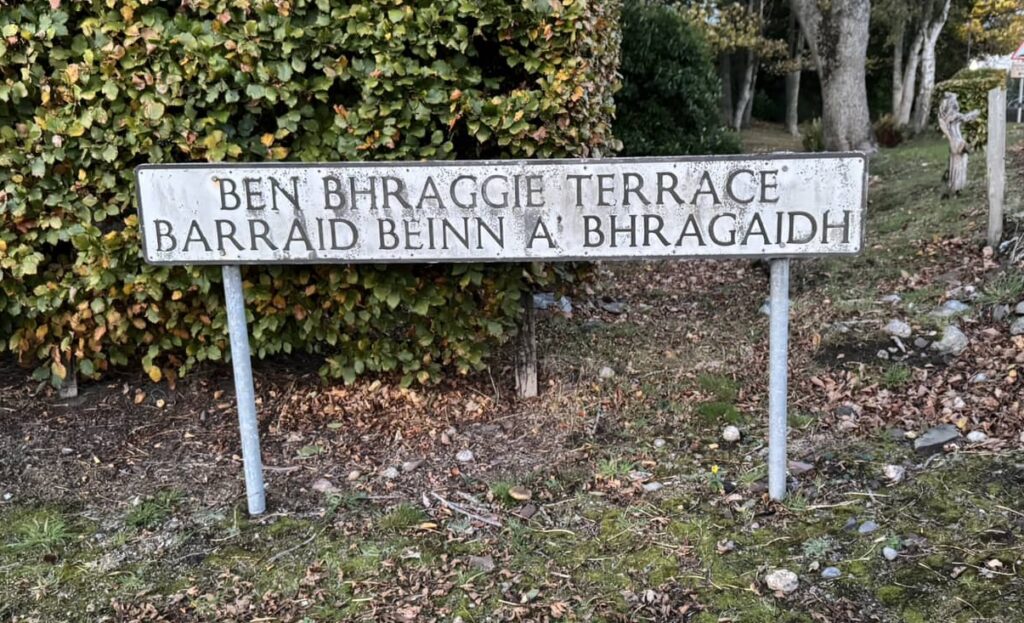 BEN BHRAGGIE TERRACE
BARRAID BEINN A' BHRAGAIDH